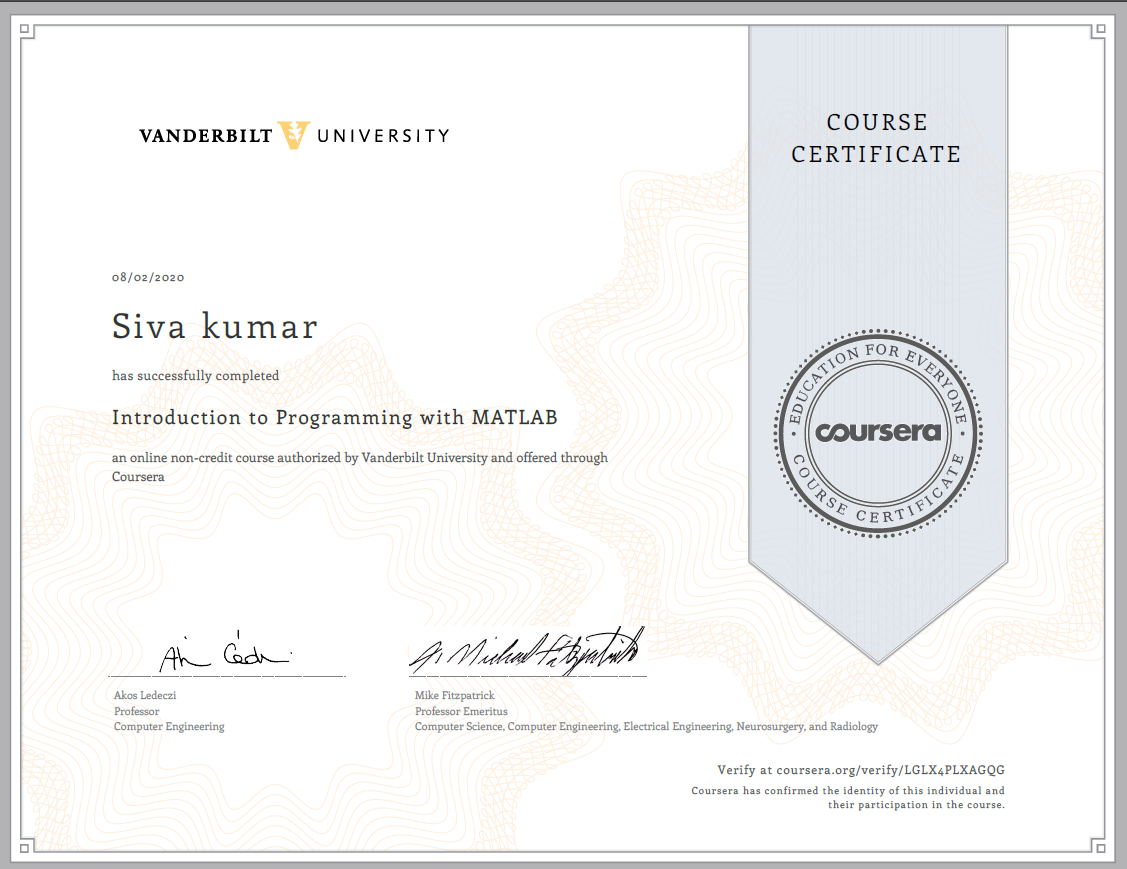 VANDERBILT UNIVERSITY
COURSE
CERTIFICATE
08/02/2020
Siva kumar
has successfully completed
Introduction to Programming with MATLAB
an online non-credit course authorized by Vanderbilt University and offered through
Coursera
EDUCATION FOR EVERYONE
coursera
COURSE CERTIFICATE
Akos Ledeczi
Professor
Computer Engineering
Mike Fitzpatrick
Professor Emeritus
Computer Science, Computer Engineering, Electrical Engineering, Neurosurgery, and Radiology
Verify at coursera.org/verify/LGLX4PLXAGQG
Coursera has confirmed the identity of this individual and
their participation in the course.